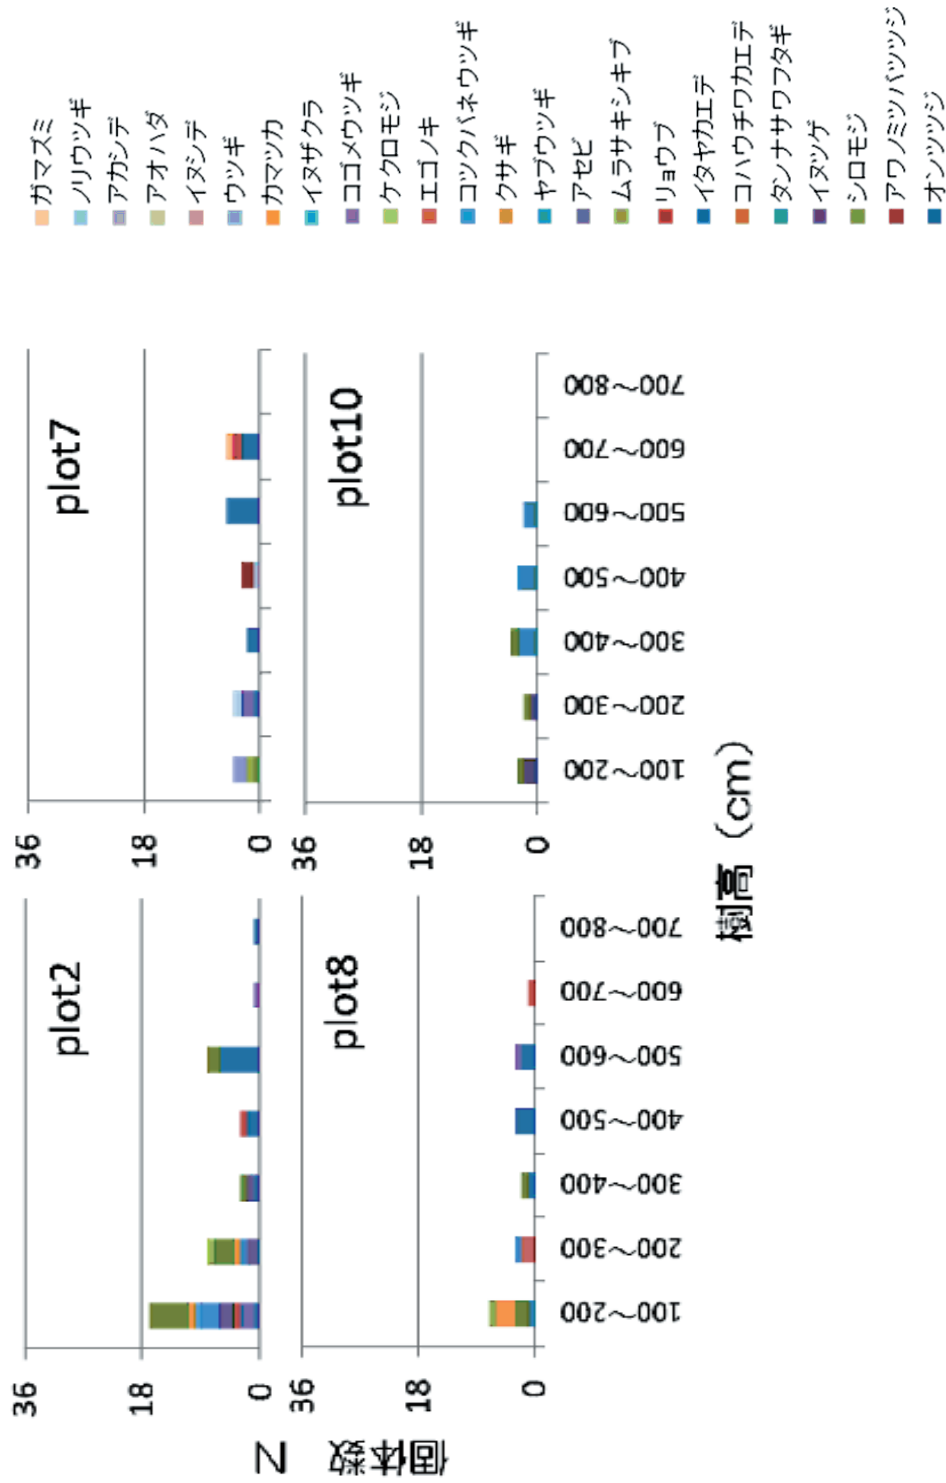 plot2
36
18
0
plot7
36
18
0
plot8
36
18
0
100～200
200～300
300～400
400～500
500～600
600～700
700～800
plot10
36
18
0
100～200
200～300
300～400
400～500
500～600
600～700
700～800
個体数 N
樹高（cm）
ガマズミ
ノリウツギ
アカシデ
アオハダ
イヌシデ
ウツギ
カマツカ
イヌザクラ
コゴメウツギ
ケクロモジ
エゴノキ
コツクバネウツギ
クサギ
ヤブウツギ
アセビ
ムラサキシキブ
リョウブ
イタヤカエデ
コハウチワカエデ
タンナサワフタギ
イヌツゲ
シロモジ
アワノミツバツツジ
オンツツジ